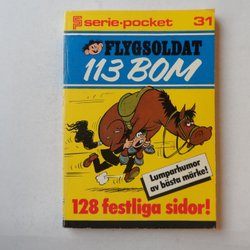 serie-pocket 31
FLYGSOLDAT
113 BOM
Lumparhumor
av bästa märke!
128 festliga sidor!